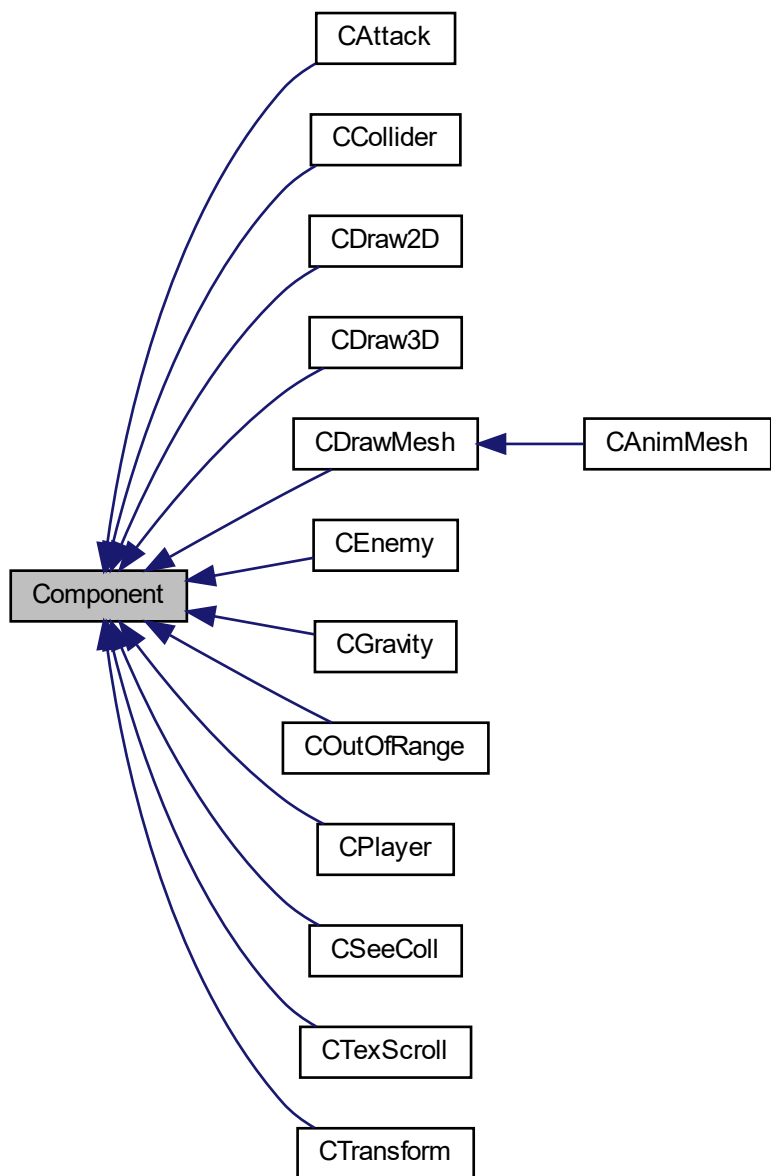 CAttack
CCollider
CDraw2D
CDraw3D
CDrawMesh
CAnimMesh
CEnemy
Component
CGravity
COutOfRange
CPlayer
CSeeColl
CTexScroll
CTransform